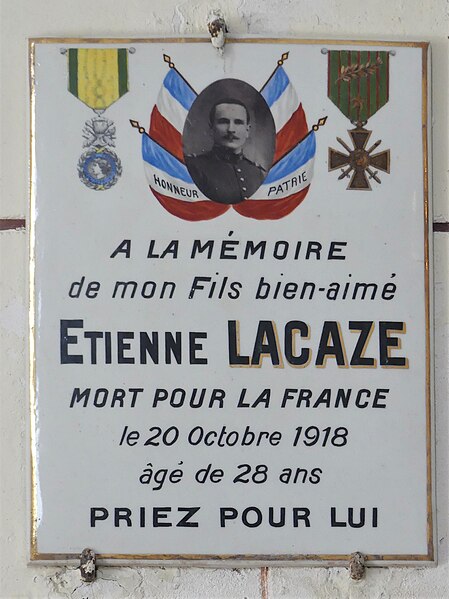 HONNEUR PATRIE
A LA MÉMOIRE
de mon Fils bien-aimé
ETIENNE LACAZE
MORT POUR LA FRANCE
le 20 Octobre 1918
âgé de 28 ans
PRIEZ POUR LUI